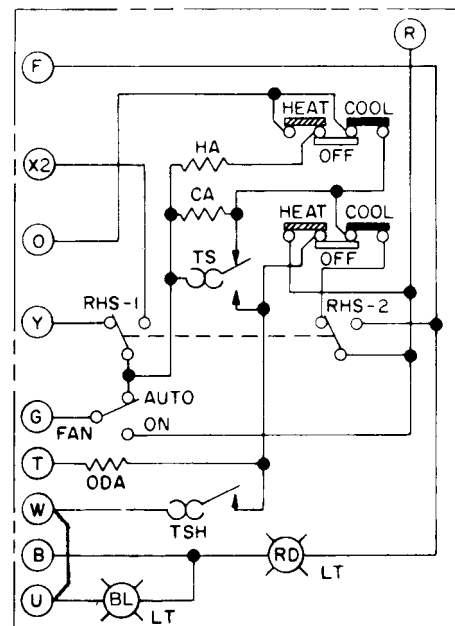 R
F
HEAT COOL
OFF
X2
HA
CA
HEAT COOL
OFF
O
TS
Y
RHS-1
RHS-2
AUTO
G
FAN
ON
T
ODA
W
TSH
B
RD
LT
U
BL
LT